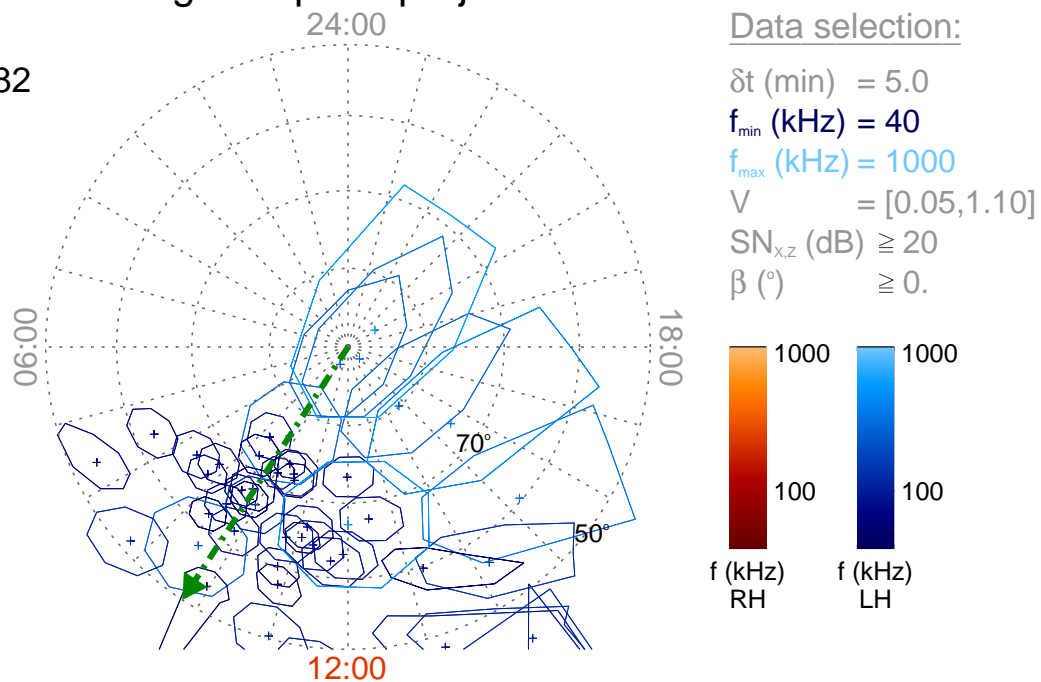 24:00
82
06:00
18:00
70°
50°
12:00
Data selection:
δt (min) = 5.0
fmin (kHz) = 40
fmax (kHz) = 1000
V = [0.05,1.10]
SNX,Z (dB) ≧ 20
β (°) ≧ 0.
1000
1000
100
100
f (kHz)
RH
f (kHz)
LH